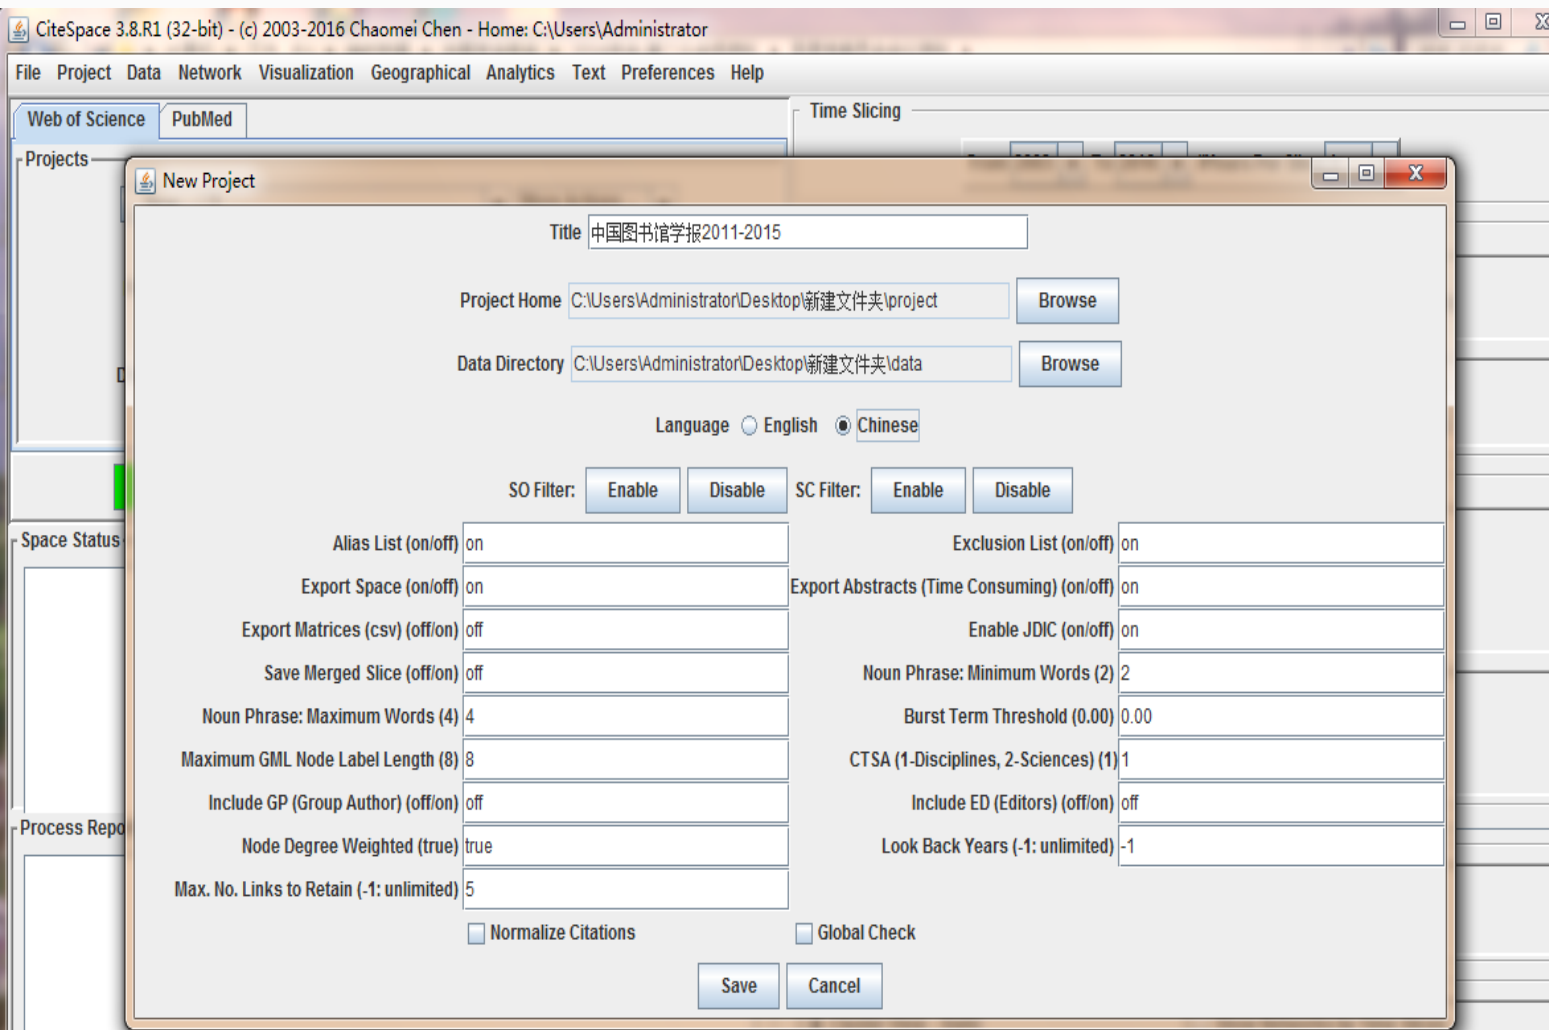 CiteSpace 3.8.R1 (32-bit) - (c) 2003-2016 Chaomei Chen - Home: C:\Users\Administrator
File Project Data Network Visualization Geographical Analytics Text Preferences Help
Web of Science PubMed
Time Slicing
Projects
New Project
Title 中国图书馆学报2011-2015
Project Home C:\Users\Administrator\Desktop\新建文件夹\project Browse
Data Directory C:\Users\Administrator\Desktop\新建文件夹\data Browse
Language English Chinese
SO Filter: Enable Disable SC Filter: Enable Disable
Space Status
Alias List (on/off) on Exclusion List (on/off) on
Export Space (on/off) on Export Abstracts (Time Consuming) (on/off) on
Export Matrices (csv) (off/on) off Enable JDIC (on/off) on
Save Merged Slice (off/on) off Noun Phrase: Minimum Words (2) 2
Noun Phrase: Maximum Words (4) 4 Burst Term Threshold (0.00) 0.00
Maximum GML Node Label Length (8) 8 CTSA (1-Disciplines, 2-Sciences) (1) 1
Include GP (Group Author) (off/on) off Include ED (Editors) (off/on) off
Process Repo
Node Degree Weighted (true) true Look Back Years (-1: unlimited) -1
Max. No. Links to Retain (-1: unlimited) 5
Normalize Citations Global Check
Save Cancel